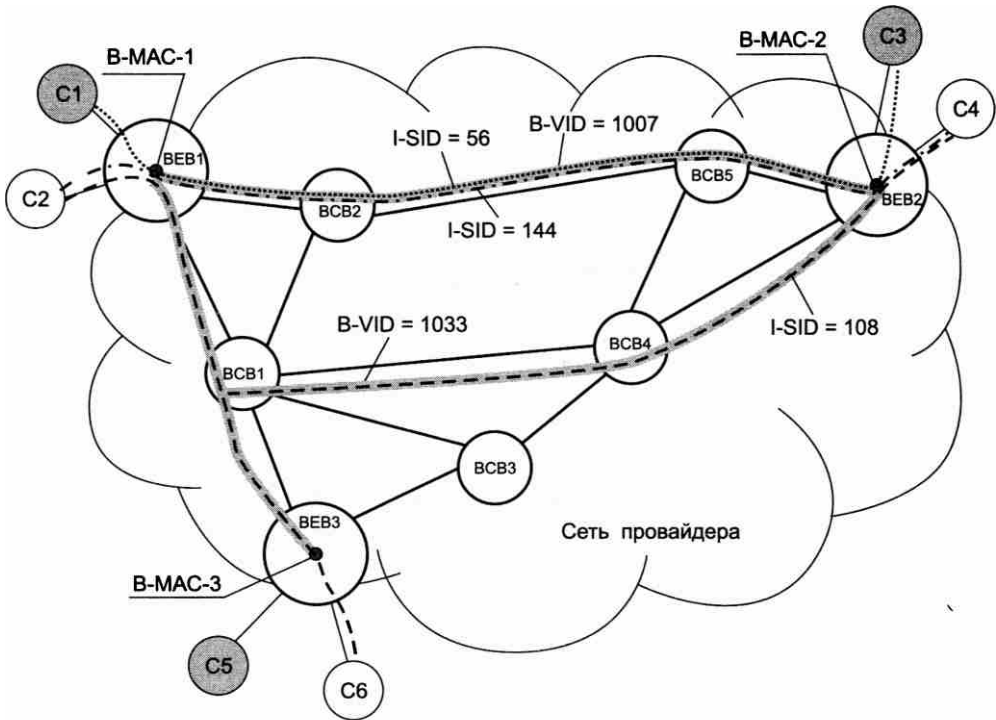 B-MAC-1
B-MAC-2
C3
C1
C4
I-SID = 56
B-VID = 1007
BEB1
BCB5
C2
BCB2
BEB2
I-SID = 144
B-VID = 1033
I-SID = 108
BCB4
BCB1
BCB3
BEB3
Сеть провайдера
B-MAC-3
C5
C6